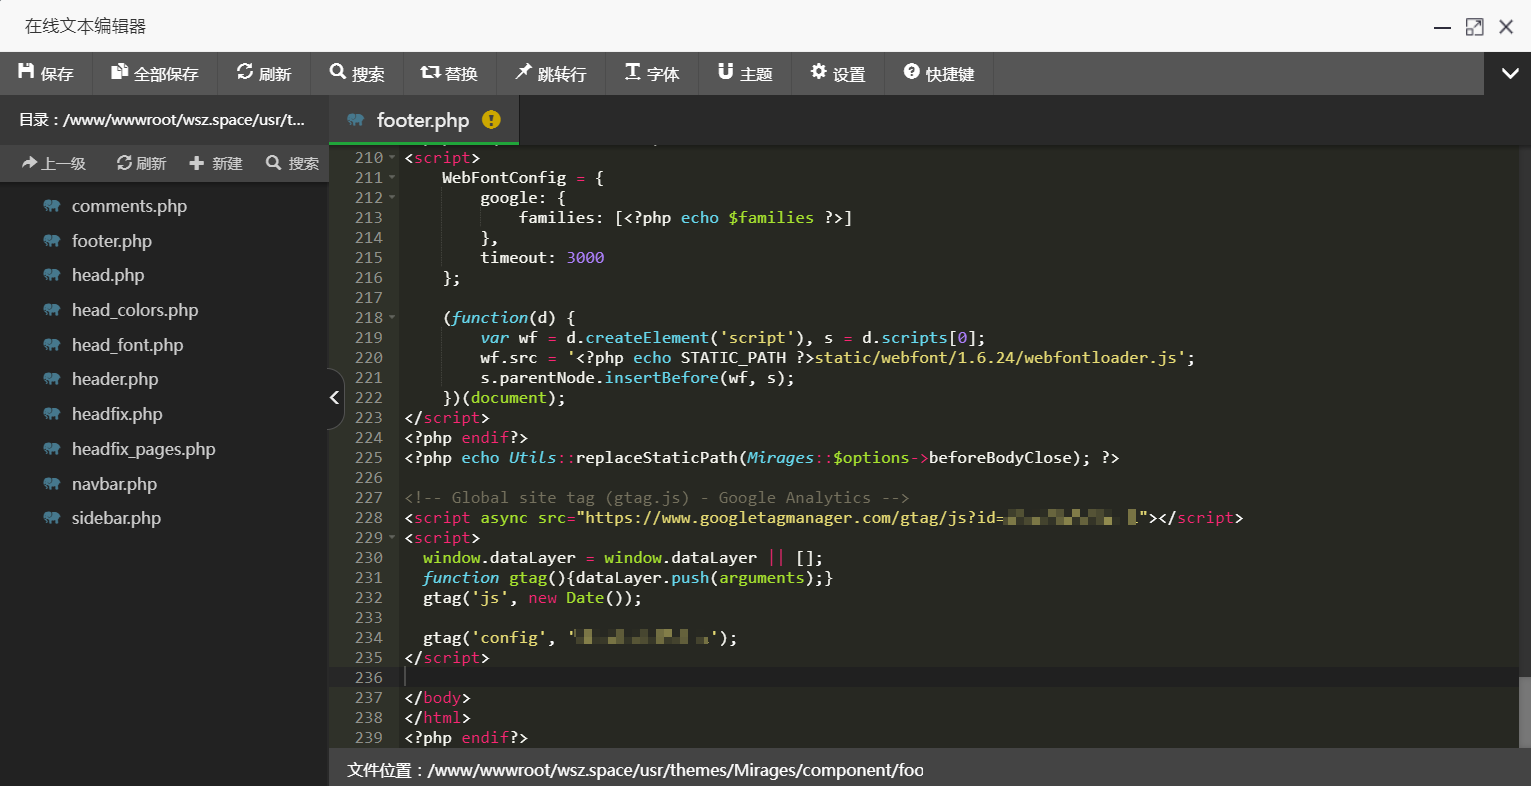 在线文本编辑器
保存 全部保存 刷新 搜索 替换 跳转行 字体 主题 设置 快捷键
目录：/www/wwwroot/wsz.space/usr/t...
上一级 刷新 新建 搜索
comments.php
footer.php
head.php
head_colors.php
head_font.php
header.php
headfix.php
headfix_pages.php
navbar.php
sidebar.php
footer.php
210 <script>
211     WebFontConfig = {
212         google: {
213             families: [<?php echo $families ?>]
214         },
215         timeout: 3000
216     };
217
218     (function(d) {
219         var wf = d.createElement('script'), s = d.scripts[0];
220         wf.src = '<?php echo STATIC_PATH ?>static/webfont/1.6.24/webfontloader.js';
221         s.parentNode.insertBefore(wf, s);
222     })(document);
223 </script>
224 <?php endif?>
225 <?php echo Utils::replaceStaticPath(Mirages::$options->beforeBodyClose); ?>
226
227 <!-- Global site tag (gtag.js) - Google Analytics -->
228 <script async src="https://www.googletagmanager.com/gtag/js?id="></script>
229 <script>
230   window.dataLayer = window.dataLayer || [];
231   function gtag(){dataLayer.push(arguments);}
232   gtag('js', new Date());
233
234   gtag('config', '');
235 </script>
236
237 </body>
238 </html>
239 <?php endif?>
文件位置：/www/wwwroot/wsz.space/usr/themes/Mirages/component/foo